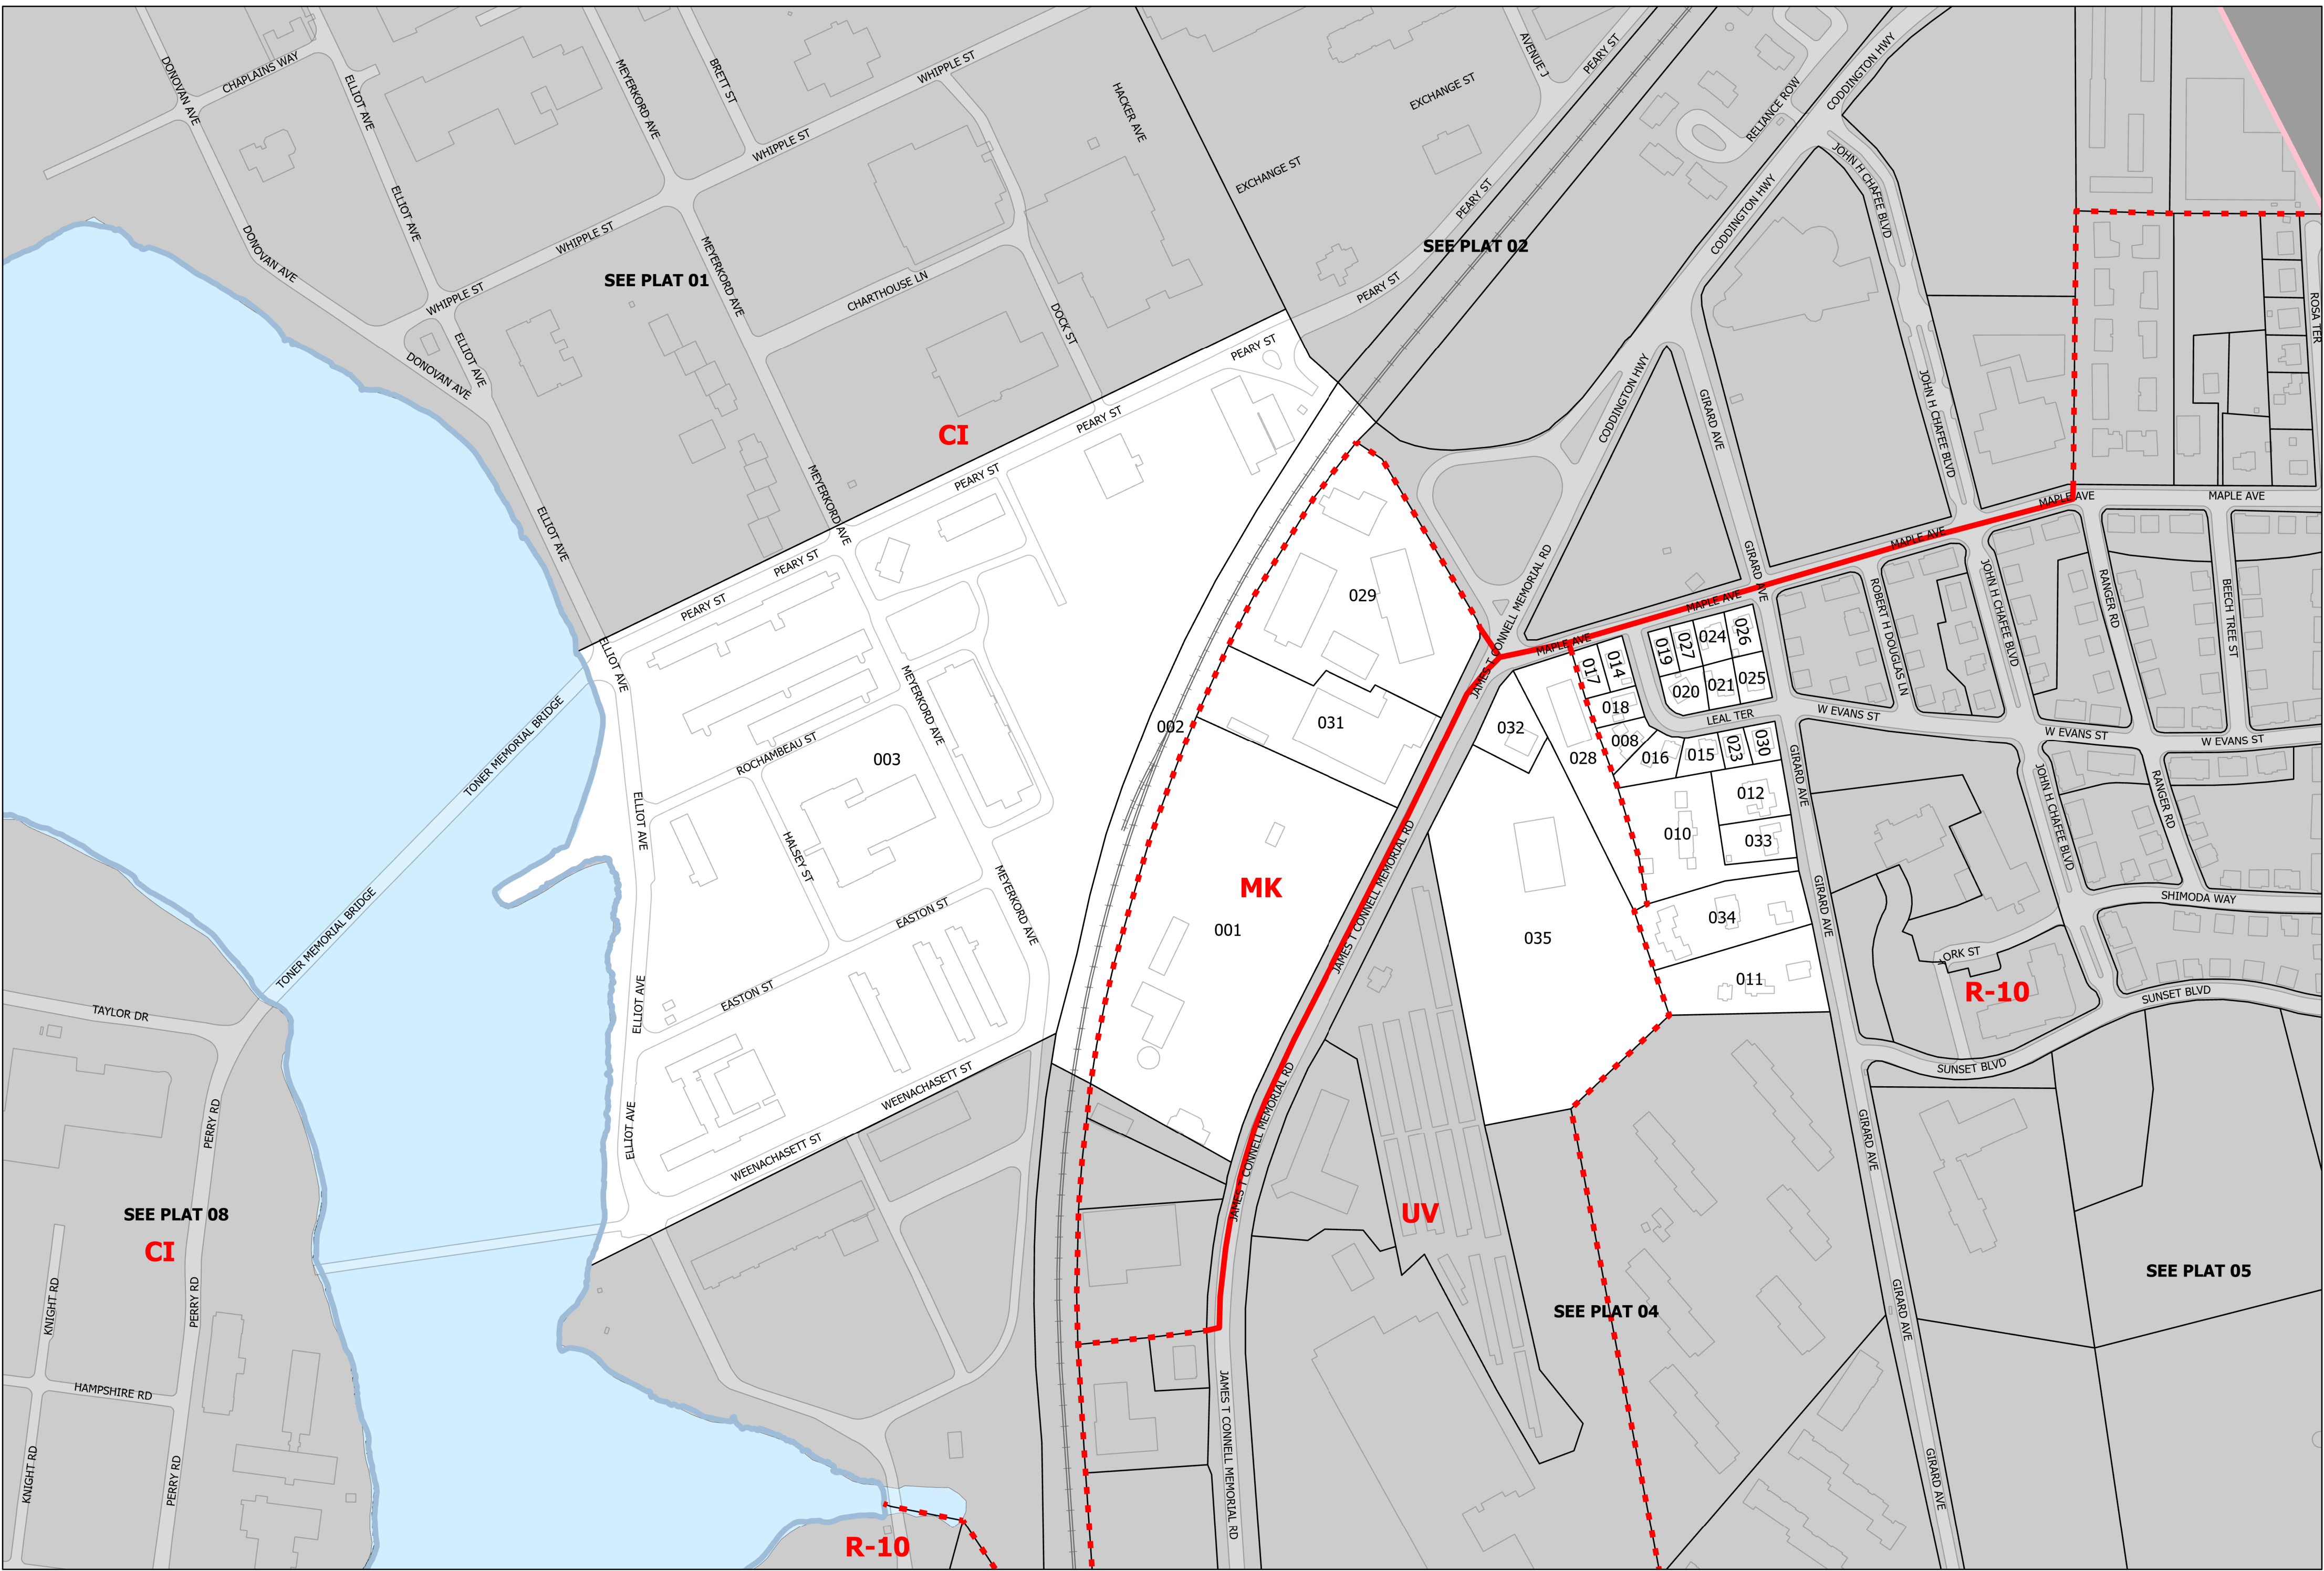 DONOVAN AVE
CHAPLAINS WAY
ELLIOT AVE
MEYERKORD AVE
BRETT ST
WHIPPLE ST
HACKER AVE
AVENUE J
PEARY ST
EXCHANGE ST
RELIANCE ROW
CODDINGTON HWY
WHIPPLE ST
EXCHANGE ST
JOHN H CHAFEE BLVD
ELLIOT AVE
DONOVAN AVE
WHIPPLE ST
MEYERKORD AVE
PEARY ST
SEE PLAT 02
CODDINGTON HWY
SEE PLAT 01
CHARTHOUSE LN
PEARY ST
WHIPPLE ST
DOCK ST
ROSA TER
ELLIOT AVE
DONOVAN AVE
PEARY ST
CODDINGTON HWY
GIRARD AVE
JOHN H CHAFEE BLVD
CI
PEARY ST
PEARY ST
MEYERKORD AVE
MAPLE AVE
MAPLE AVE
ELLIOT AVE
PEARY ST
MAPLE AVE
GIRARD AVE
029
JAMES T CONNELL MEMORIAL RD
MAPLE AVE
MAPLE AVE
PEARY ST
ROBERT H DOUGLAS LN
JOHN H CHAFEE BLVD
RANGER RD
BEECH TREE ST
ELLIOT AVE
JAMES T CONNELL MEMORIAL RD
017
014
019
027
024
026
020
021
025
018
LEAL TER
W EVANS ST
W EVANS ST
W EVANS ST
TONER MEMORIAL BRIDGE
MEYERKORD AVE
ROCHAMBEAU ST
003
002
031
032
028
008
016
015
023
030
GIRARD AVE
012
010
033
ELLIOT AVE
HALSEY ST
JOHN H CHAFEE BLVD
RANGER RD
MK
JAMES T CONNELL MEMORIAL RD
SHIMODA WAY
TONER MEMORIAL BRIDGE
EASTON ST
MEYERKORD AVE
001
035
034
GIRARD AVE
YORK ST
011
R-10
SUNSET BLVD
EASTON ST
ELLIOT AVE
TAYLOR DR
SUNSET BLVD
WEENACHASETT ST
JAMES T CONNELL MEMORIAL RD
PERRY RD
ELLIOT AVE
WEENACHASETT ST
GIRARD AVE
SEE PLAT 08
CI
UV
SEE PLAT 05
KNIGHT RD
PERRY RD
SEE PLAT 04
GIRARD AVE
HAMPSHIRE RD
JAMES T CONNELL MEMORIAL RD
KNIGHT RD
PERRY RD
GIRARD AVE
R-10